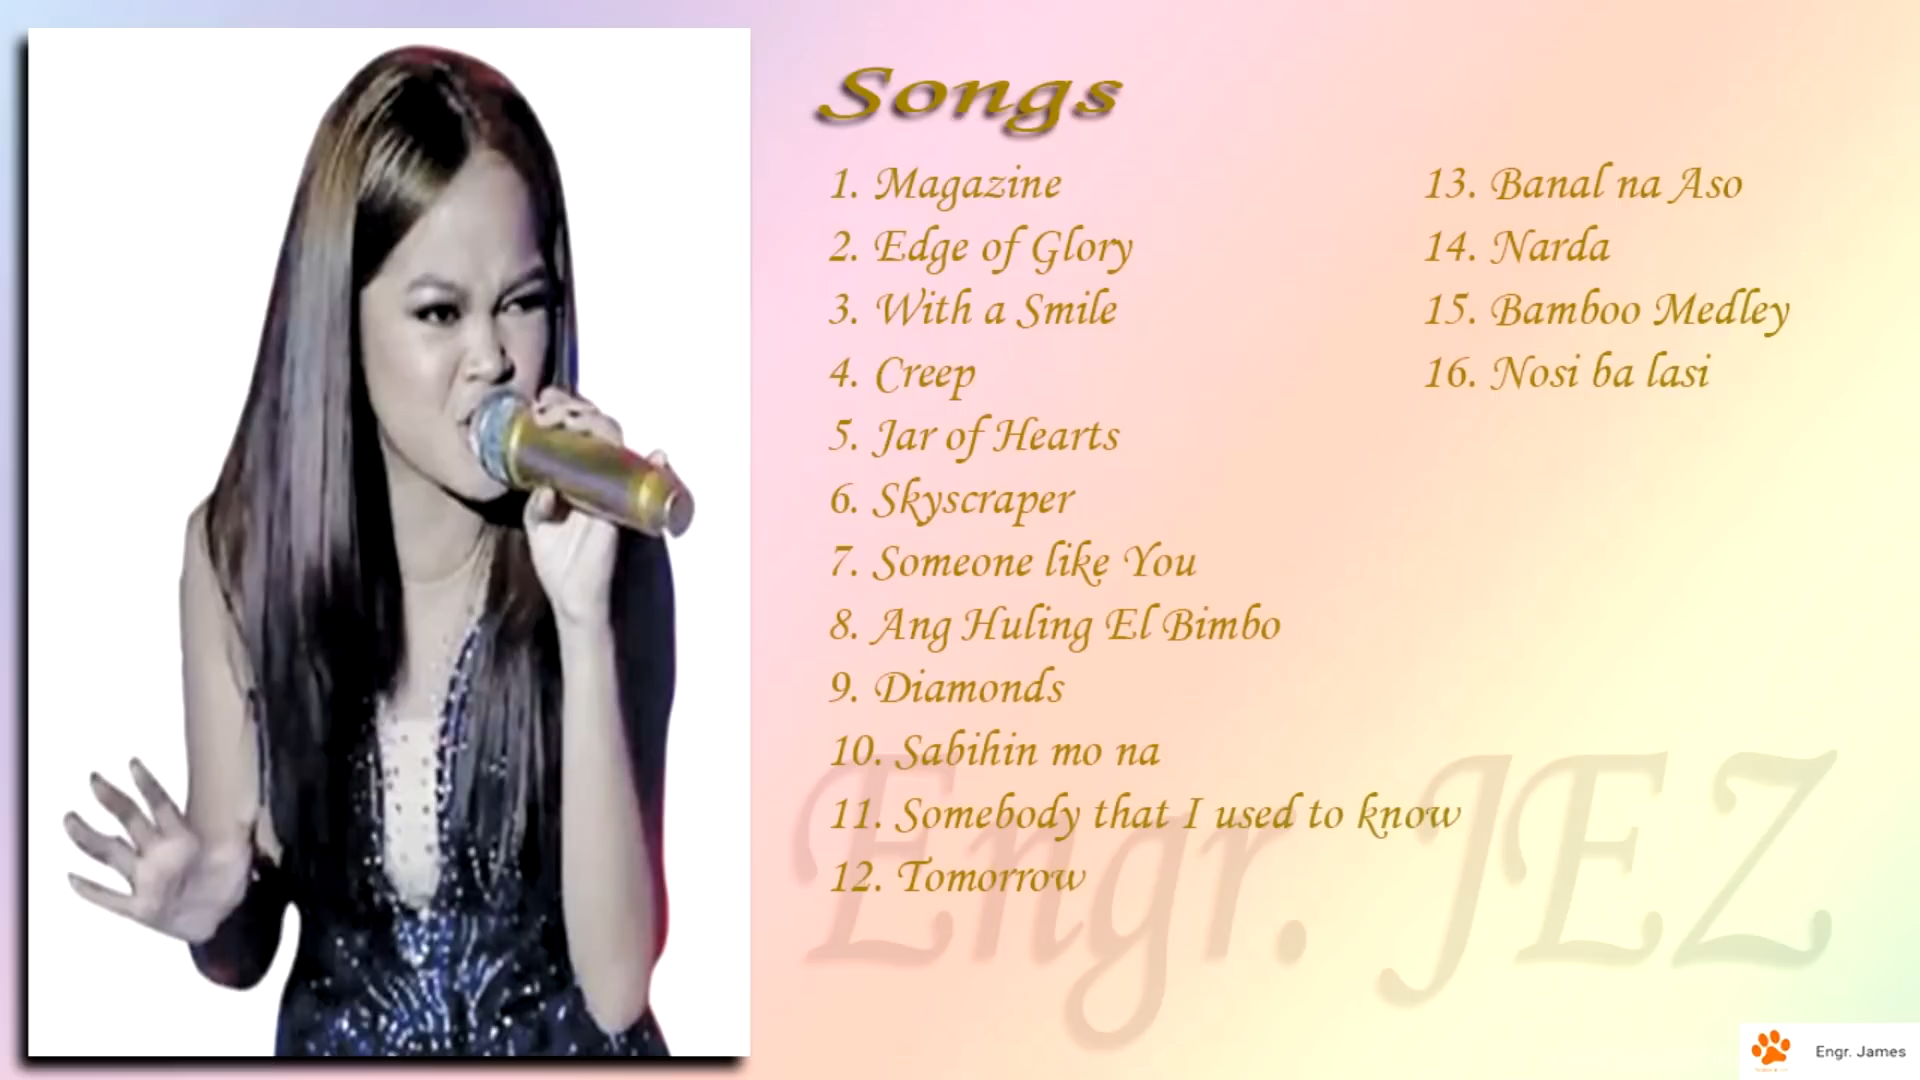 Songs
1. Magazine
2. Edge of Glory
3. With a Smile
4. Creep
5. Jar of Hearts
6. Skyscraper
7. Someone like You
8. Ang Huling El Bimbo
9. Diamonds
10. Sabihin mo na
11. Somebody that I used to know
12. Tomorrow
13. Banal na Aso
14. Narda
15. Bamboo Medley
16. Nosi ba lasi
Engr. JEZ
Engr. James